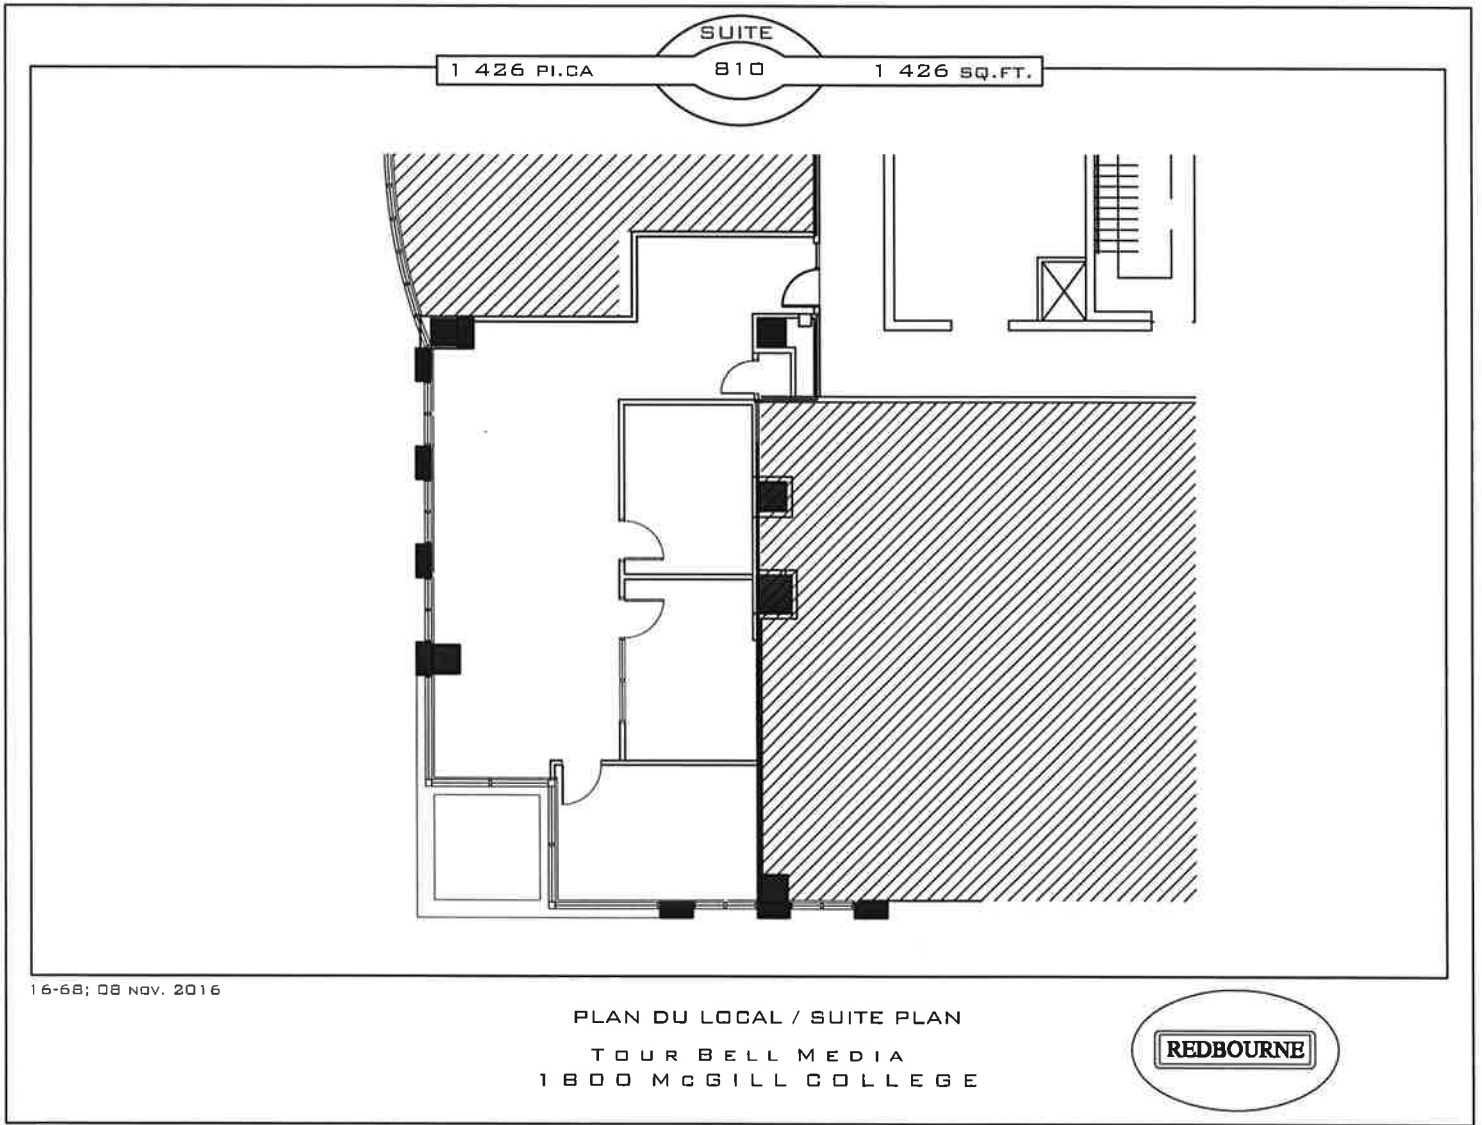 SUITE
1 426 PI.CA 810 1 426 SQ.FT.
16-68; 08 NOV. 2016
PLAN DU LOCAL / SUITE PLAN
TOUR BELL MEDIA
1800 McGILL COLLEGE
REDBOURNE